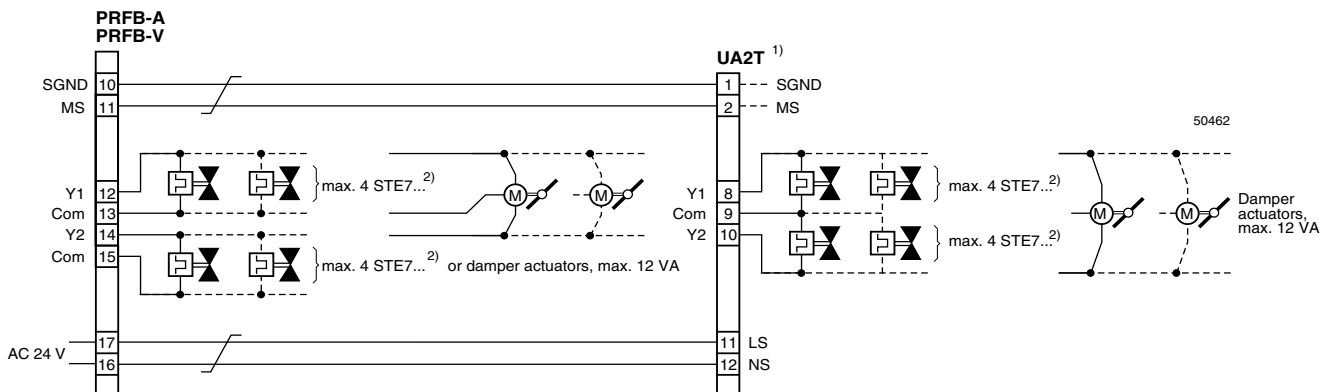 PRFB-A
PRFB-V
UA2T 1)
SGND 10
1 SGND
MS 11
2 MS
50462
Y1 12
max. 4 STE7...2)
M
M
Y1 8
max. 4 STE7..2)
Com 13
Com 9
M
M
Damper
actuators,
max. 12 VA
Y2 14
Y2 10
Com 15
max. 4 STE7...2) or damper actuators, max. 12 VA
max. 4 STE7..2)
17
11 LS
AC 24 V
16
12 NS